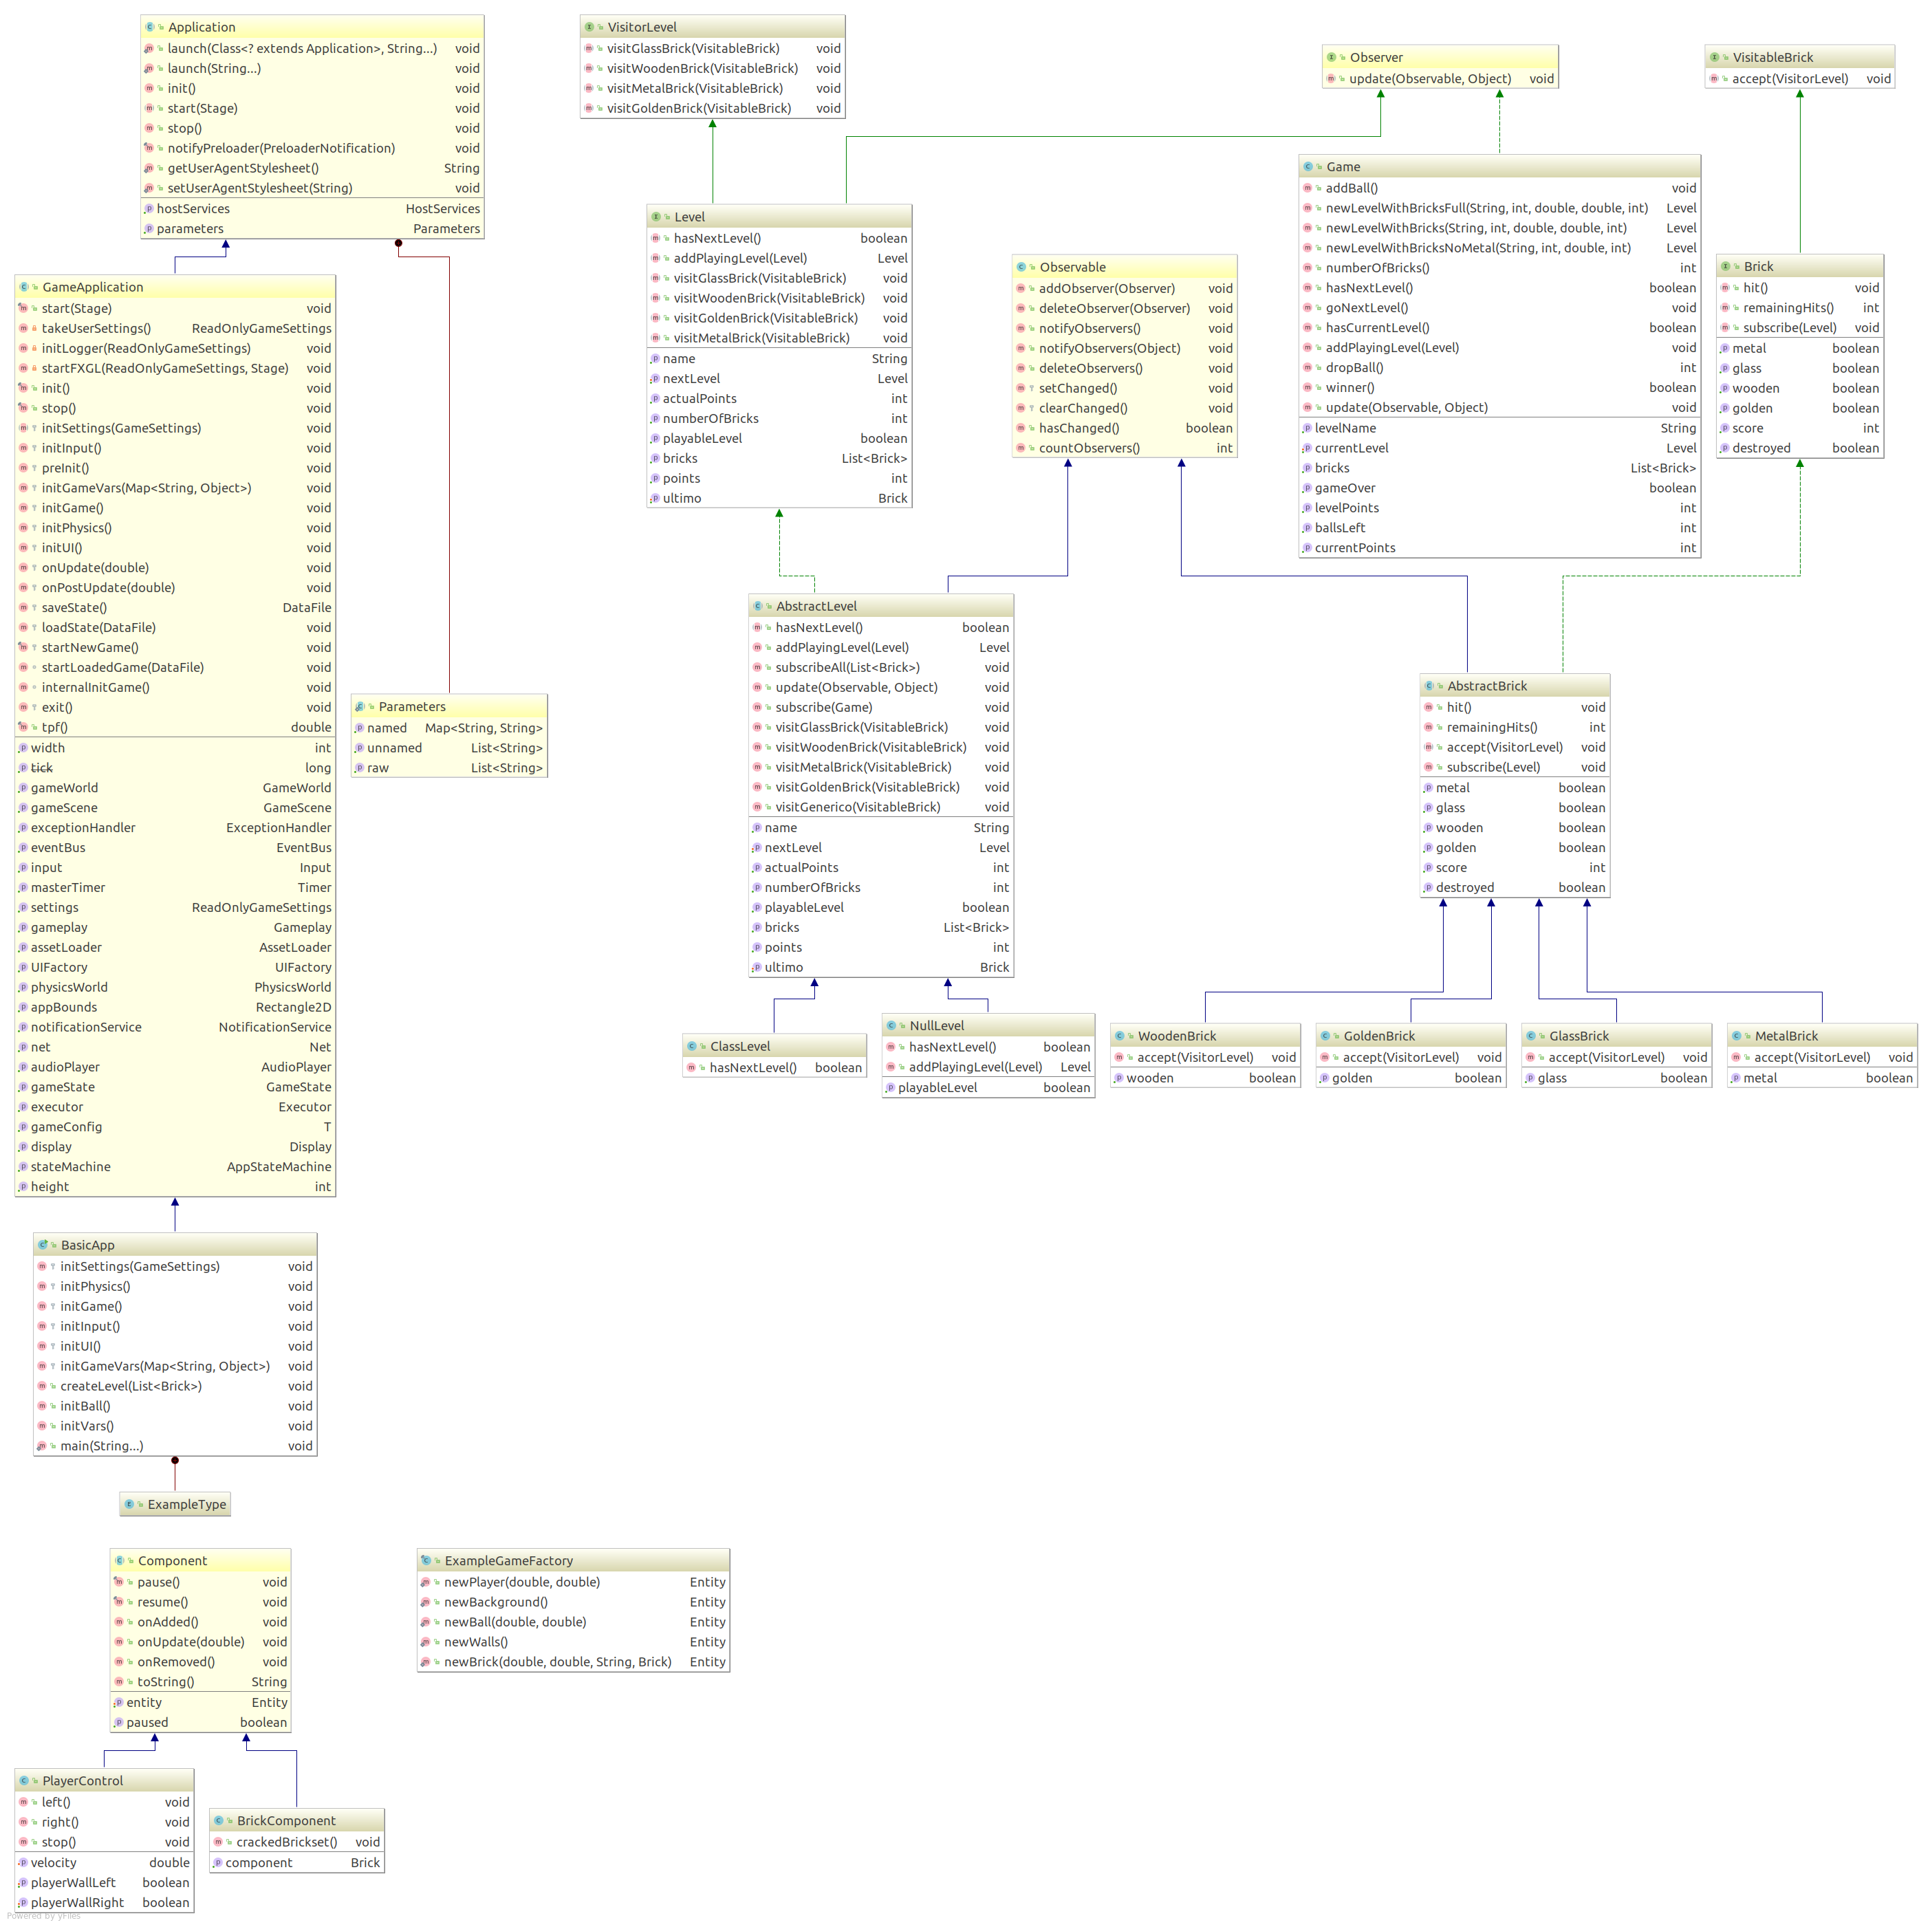 Application
launch(Class<? extends Application>, String...) void
launch(String...) void
init() void
start(Stage) void
stop() void
notifyPreloader(PreloaderNotification) void
getUserAgentStylesheet() String
setUserAgentStylesheet(String) void
hostServices HostServices
parameters Parameters
VisitorLevel
visitGlassBrick(VisitableBrick) void
visitWoodenBrick(VisitableBrick) void
visitMetalBrick(VisitableBrick) void
visitGoldenBrick(VisitableBrick) void
Observer
update(Observable, Object) void
VisitableBrick
accept(VisitorLevel) void
Game
addBall() void
newLevelWithBricksFull(String, int, double, double, int) Level
newLevelWithBricks(String, int, double, double, int) Level
newLevelWithBricksNoMetal(String, int, double, int) Level
numberOfBricks() int
hasNextLevel() boolean
goNextLevel() void
hasCurrentLevel() boolean
addPlayingLevel(Level) void
dropBall() int
winner() boolean
update(Observable, Object) void
levelName String
currentLevel Level
bricks List<Brick>
gameOver boolean
levelPoints int
ballsLeft int
currentPoints int
Level
hasNextLevel() boolean
addPlayingLevel(Level) Level
visitGlassBrick(VisitableBrick) void
visitWoodenBrick(VisitableBrick) void
visitGoldenBrick(VisitableBrick) void
visitMetalBrick(VisitableBrick) void
name String
nextLevel Level
actualPoints int
numberOfBricks int
playableLevel boolean
bricks List<Brick>
points int
ultimo Brick
Observable
addObserver(Observer) void
deleteObserver(Observer) void
notifyObservers() void
notifyObservers(Object) void
deleteObservers() void
setChanged() void
clearChanged() void
hasChanged() boolean
countObservers() int
Brick
hit() void
remainingHits() int
subscribe(Level) void
metal boolean
glass boolean
wooden boolean
golden boolean
score int
destroyed boolean
GameApplication
start(Stage) void
takeUserSettings() ReadOnlyGameSettings
initLogger(ReadOnlyGameSettings) void
startFXGL(ReadOnlyGameSettings, Stage) void
init() void
stop() void
initSettings(GameSettings) void
initInput() void
preInit() void
initGameVars(Map<String, Object>) void
initGame() void
initPhysics() void
initUI() void
onUpdate(double) void
onPostUpdate(double) void
saveState() DataFile
loadState(DataFile) void
startNewGame() void
startLoadedGame(DataFile) void
internalInitGame() void
exit() void
tpf() double
width int
tick long
gameWorld GameWorld
gameScene GameScene
exceptionHandler ExceptionHandler
eventBus EventBus
input Input
masterTimer Timer
settings ReadOnlyGameSettings
gameplay Gameplay
assetLoader AssetLoader
UIFactory UIFactory
physicsWorld PhysicsWorld
appBounds Rectangle2D
notificationService NotificationService
net Net
audioPlayer AudioPlayer
gameState GameState
executor Executor
gameConfig T
display Display
stateMachine AppStateMachine
height int
Parameters
named Map<String, String>
unnamed List<String>
raw List<String>
AbstractLevel
hasNextLevel() boolean
addPlayingLevel(Level) Level
subscribeAll(List<Brick>) void
update(Observable, Object) void
subscribe(Game) void
visitGlassBrick(VisitableBrick) void
visitWoodenBrick(VisitableBrick) void
visitMetalBrick(VisitableBrick) void
visitGoldenBrick(VisitableBrick) void
visitGenerico(VisitableBrick) void
name String
nextLevel Level
actualPoints int
numberOfBricks int
playableLevel boolean
bricks List<Brick>
points int
ultimo Brick
AbstractBrick
hit() void
remainingHits() int
accept(VisitorLevel) void
subscribe(Level) void
metal boolean
glass boolean
wooden boolean
golden boolean
score int
destroyed boolean
ClassLevel
hasNextLevel() boolean
NullLevel
hasNextLevel() boolean
addPlayingLevel(Level) Level
playableLevel boolean
WoodenBrick
accept(VisitorLevel) void
wooden boolean
GoldenBrick
accept(VisitorLevel) void
golden boolean
GlassBrick
accept(VisitorLevel) void
glass boolean
MetalBrick
accept(VisitorLevel) void
metal boolean
BasicApp
initSettings(GameSettings) void
initPhysics() void
initGame() void
initInput() void
initUI() void
initGameVars(Map<String, Object>) void
createLevel(List<Brick>) void
initBall() void
initVars() void
main(String...) void
ExampleType
Component
pause() void
resume() void
onAdded() void
onUpdate(double) void
onRemoved() void
toString() String
entity Entity
paused boolean
ExampleGameFactory
newPlayer(double, double) Entity
newBackground() Entity
newBall(double, double) Entity
newWalls() Entity
newBrick(double, double, String, Brick) Entity
PlayerControl
left() void
right() void
stop() void
velocity double
playerWallLeft boolean
playerWallRight boolean
BrickComponent
crackedBrickset() void
component Brick
Powered by yFiles